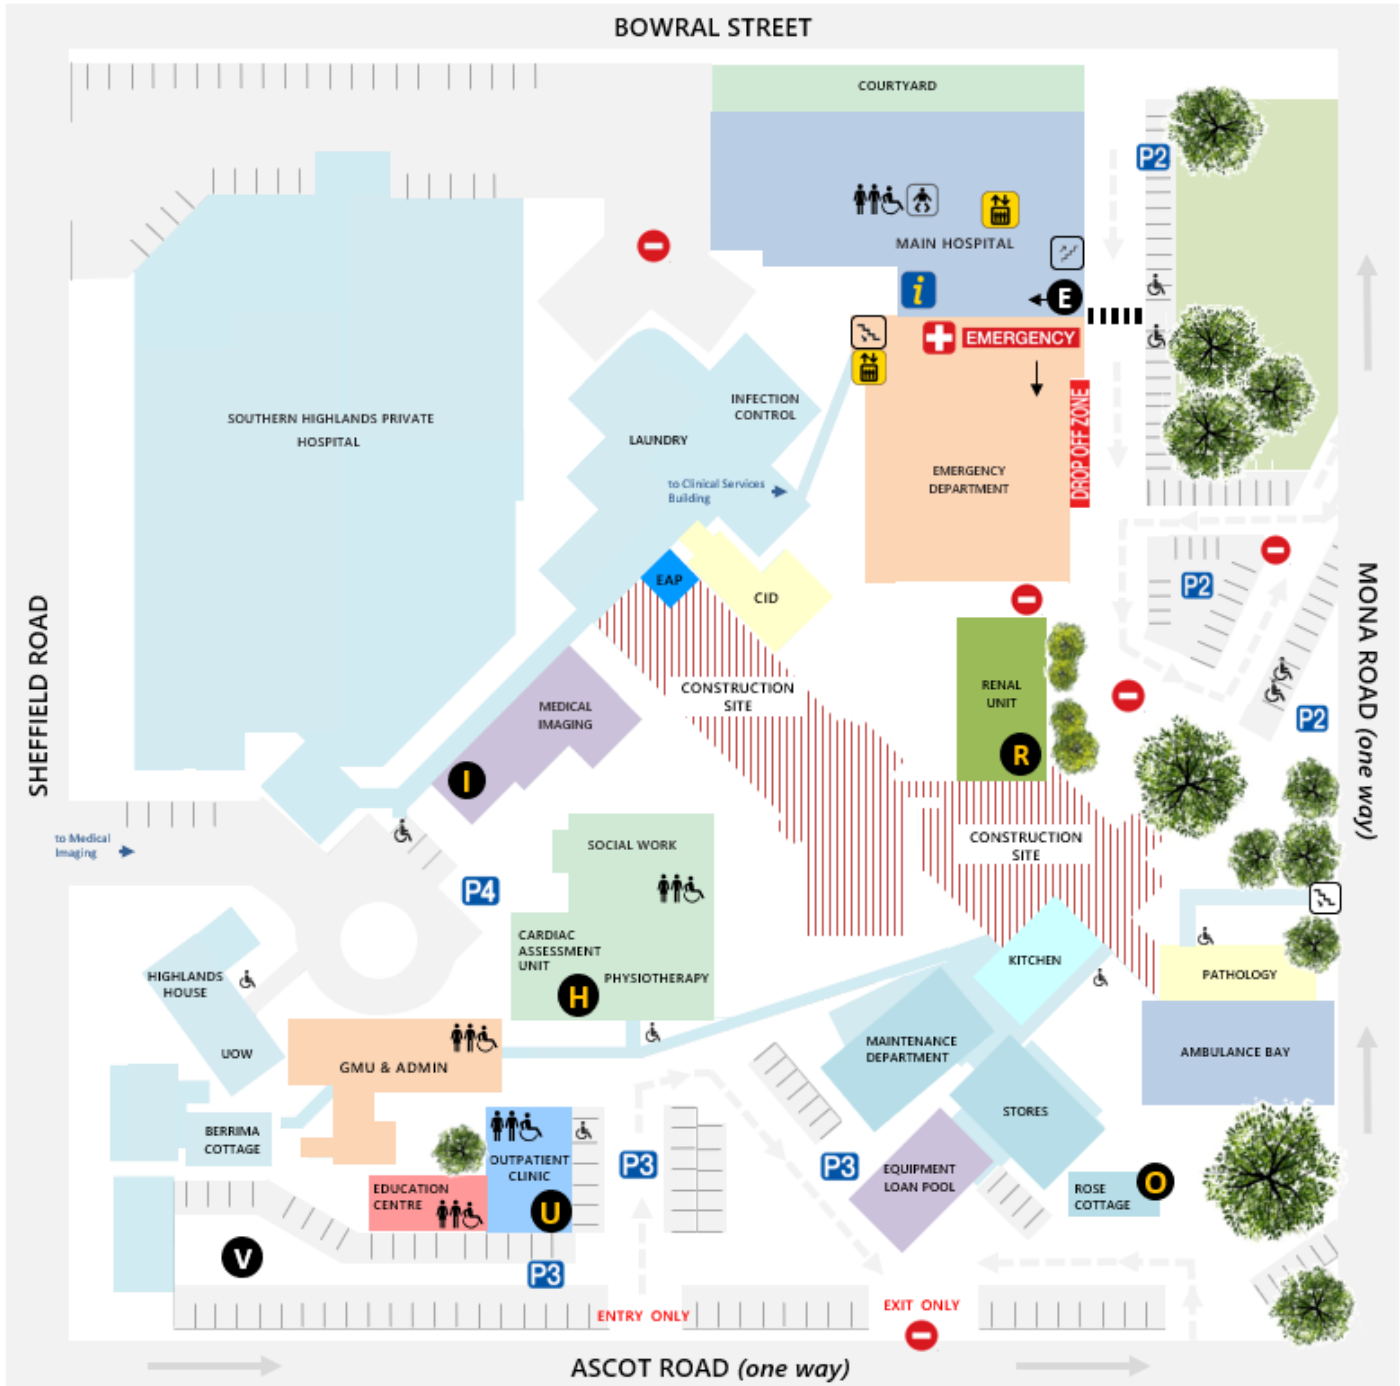 BOWRAL STREET
COURTYARD
P2
MAIN HOSPITAL
i
E
EMERGENCY
DROP OFF ZONE
INFECTION
CONTROL
SOUTHERN HIGHLANDS PRIVATE
HOSPITAL
LAUNDRY
EMERGENCY
DEPARTMENT
to Clinical Services
Building
EAP
CID
P2
SHEFFIELD ROAD
MONA ROAD (one way)
CONSTRUCTION
SITE
RENAL
UNIT
R
MEDICAL
IMAGING
I
P2
to Medical
Imaging
SOCIAL WORK
CONSTRUCTION
SITE
P4
CARDIAC
ASSESSMENT
UNIT
PHYSIOTHERAPY
H
KITCHEN
PATHOLOGY
HIGHLANDS
HOUSE
UOW
GMU & ADMIN
MAINTENANCE
DEPARTMENT
AMBULANCE BAY
STORES
BERRIMA
COTTAGE
OUTPATIENT
CLINIC
U
P3
P3
EQUIPMENT
LOAN POOL
EDUCATION
CENTRE
ROSE
COTTAGE
O
V
P3
ENTRY ONLY
EXIT ONLY
ASCOT ROAD (one way)